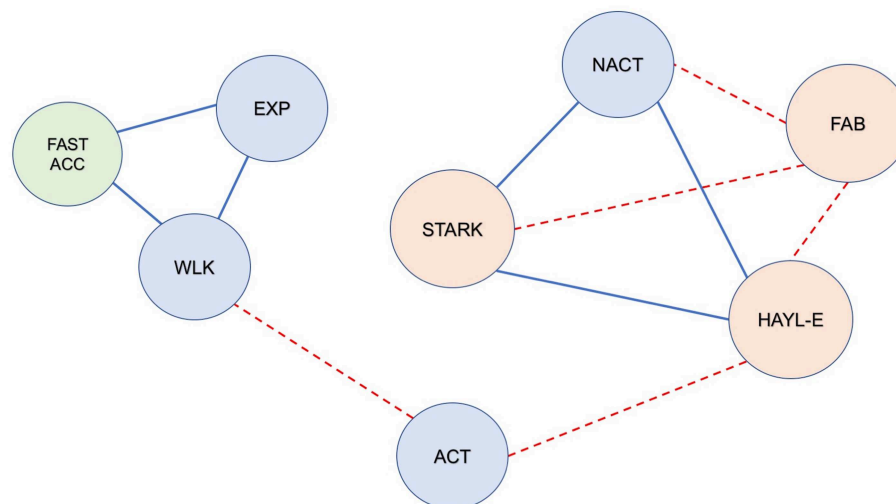 NACT
EXP
FAB
FAST
ACC
STARK
WLK
HAYL-E
ACT